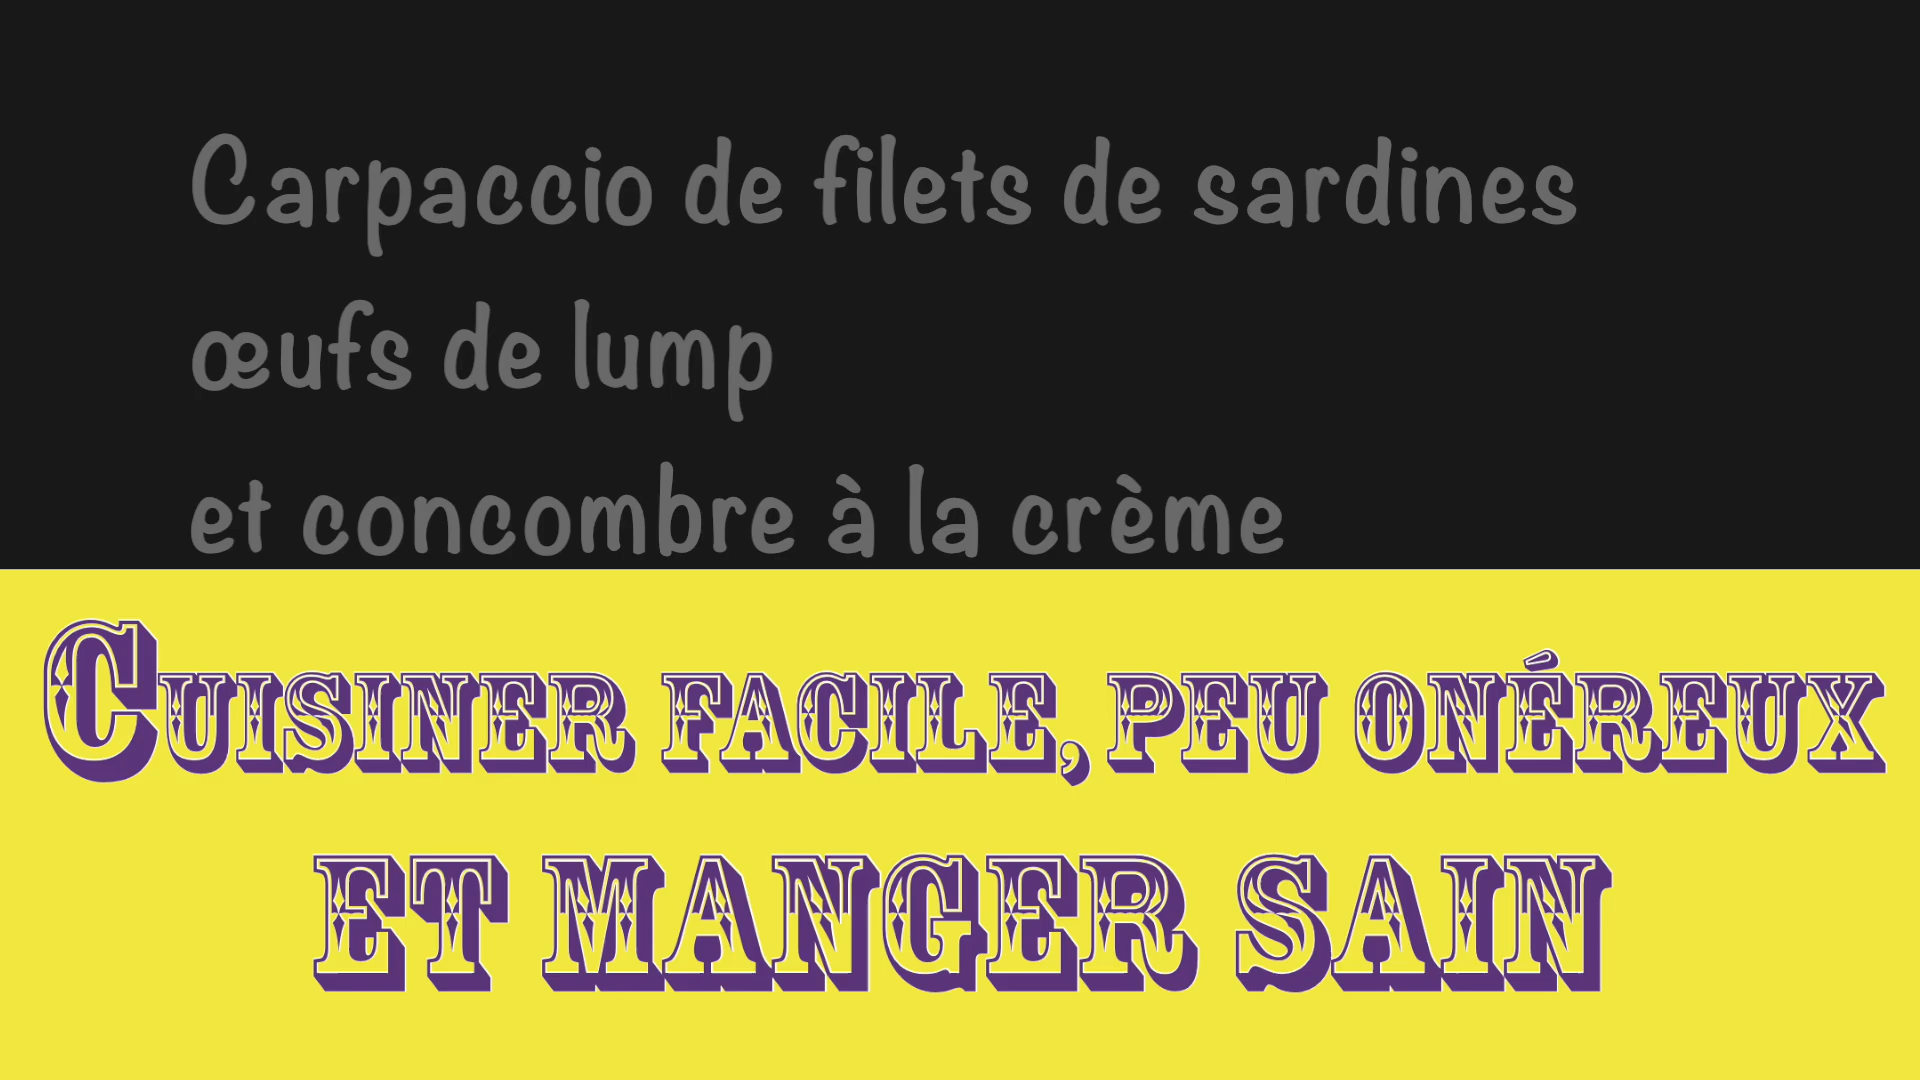 Carpaccio de filets de sardines
œufs de lump
et concombre à la crème
Cuisiner facile, peu onéreux
et manger sain